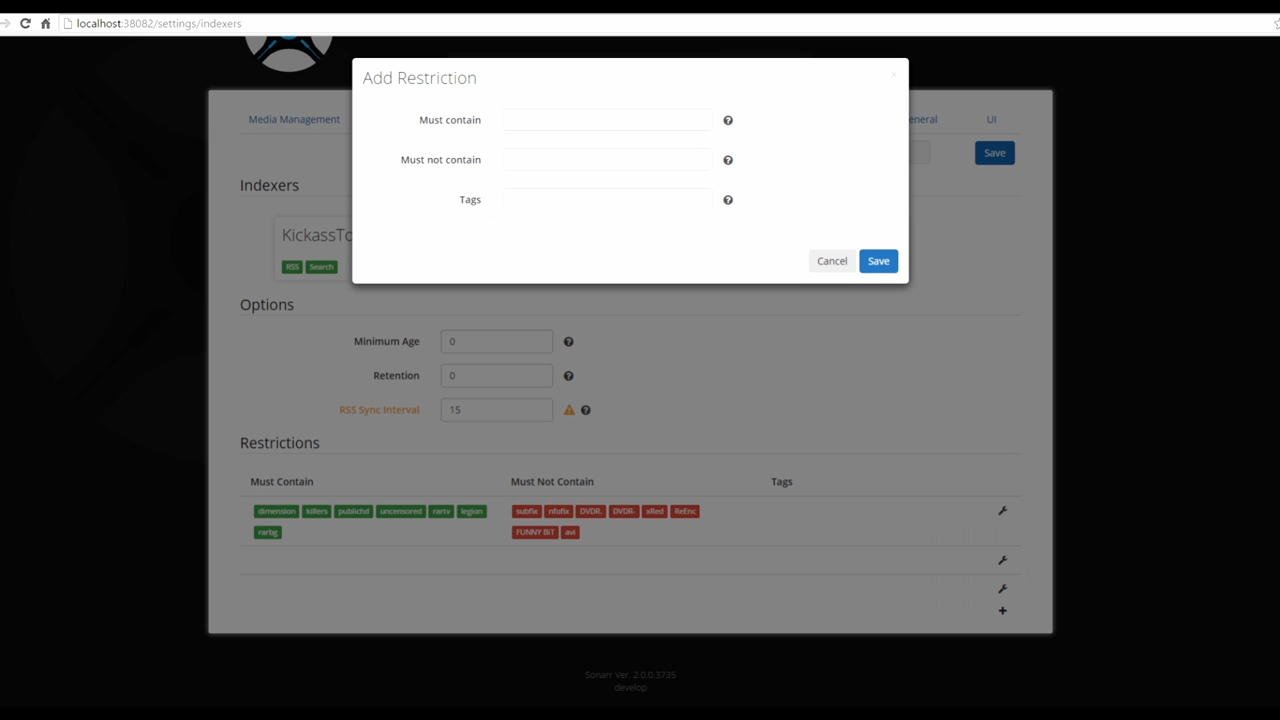 localhost:38082/settings/indexers
Add Restriction ×
Must contain
Must not contain
Tags
Cancel Save
Media Management eneral UI
Save
Indexers
KickassTo
RSS Search
Options
Minimum Age 0
Retention 0
RSS Sync Interval 15
Restrictions
Must Contain Must Not Contain Tags
dimension killers publichd uncensored rartv legion subfix nfofix DVDR. DVDR- xRed ReEnc
rarbg FUNNY BiT avi
Sonarr Ver. 2.0.0.3735
develop